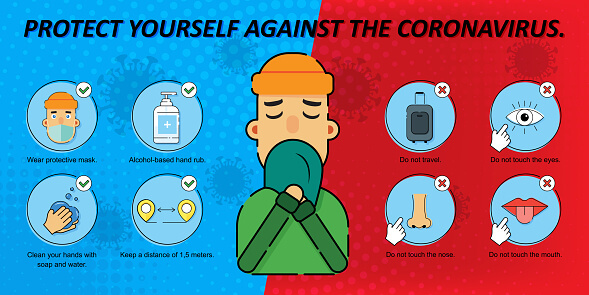 PROTECT YOURSELF AGAINST THE CORONAVIRUS.
Wear protective mask.
Alcohol-based hand rub.
Do not travel.
Do not touch the eyes.
Clean your hands with
soap and water.
Keep a distance of 1,5 meters.
Do not touch the nose.
Do not touch the mouth.